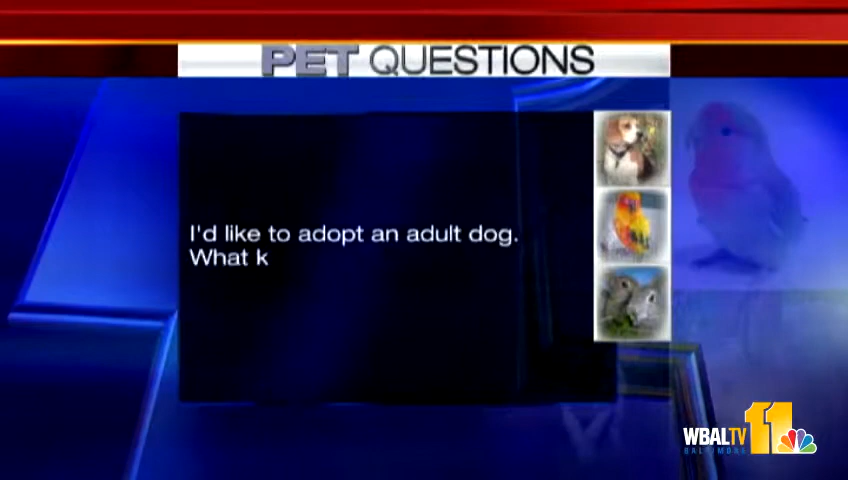 PET QUESTIONS
I'd like to adopt an adult dog.
What k
WBALTV 11
BALTIMORE